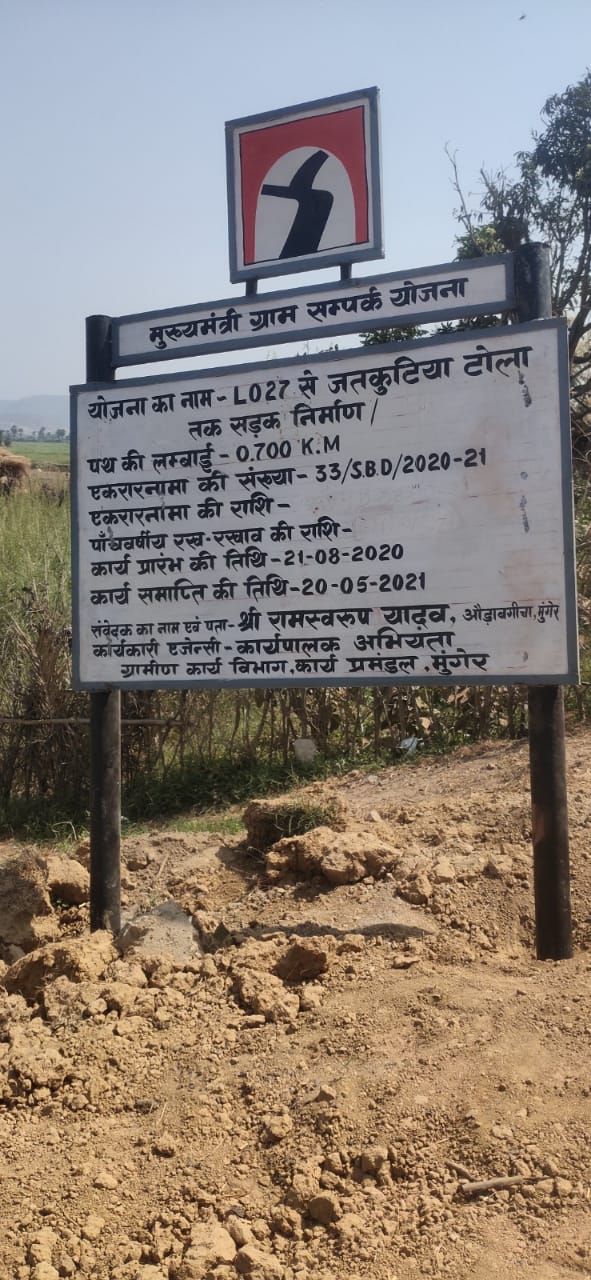 मुख्यमंत्री ग्राम सम्पर्क योजना
योजना का नाम - L027 से जतकुटिया टोला
तक सड़क निर्माण /
पथ की लम्बाई - 0.700 K.M
एकरारनामा की संख्या - 33/S.B.D/2020-21
एकरारनामा की राशि -
पाँचवर्षीय रख-रखाव की राशि -
कार्य प्रारंभ की तिथि - 21-08-2020
कार्य समाप्ति की तिथि - 20-05-2021
संवेदक का नाम एवं पता - श्री रामस्वरूप यादव, औड़ाबगीचा, मुंगेर
कार्यकारी एजेन्सी - कार्यपालक अभियंता
ग्रामीण कार्य विभाग, कार्य प्रमंडल, मुंगेर